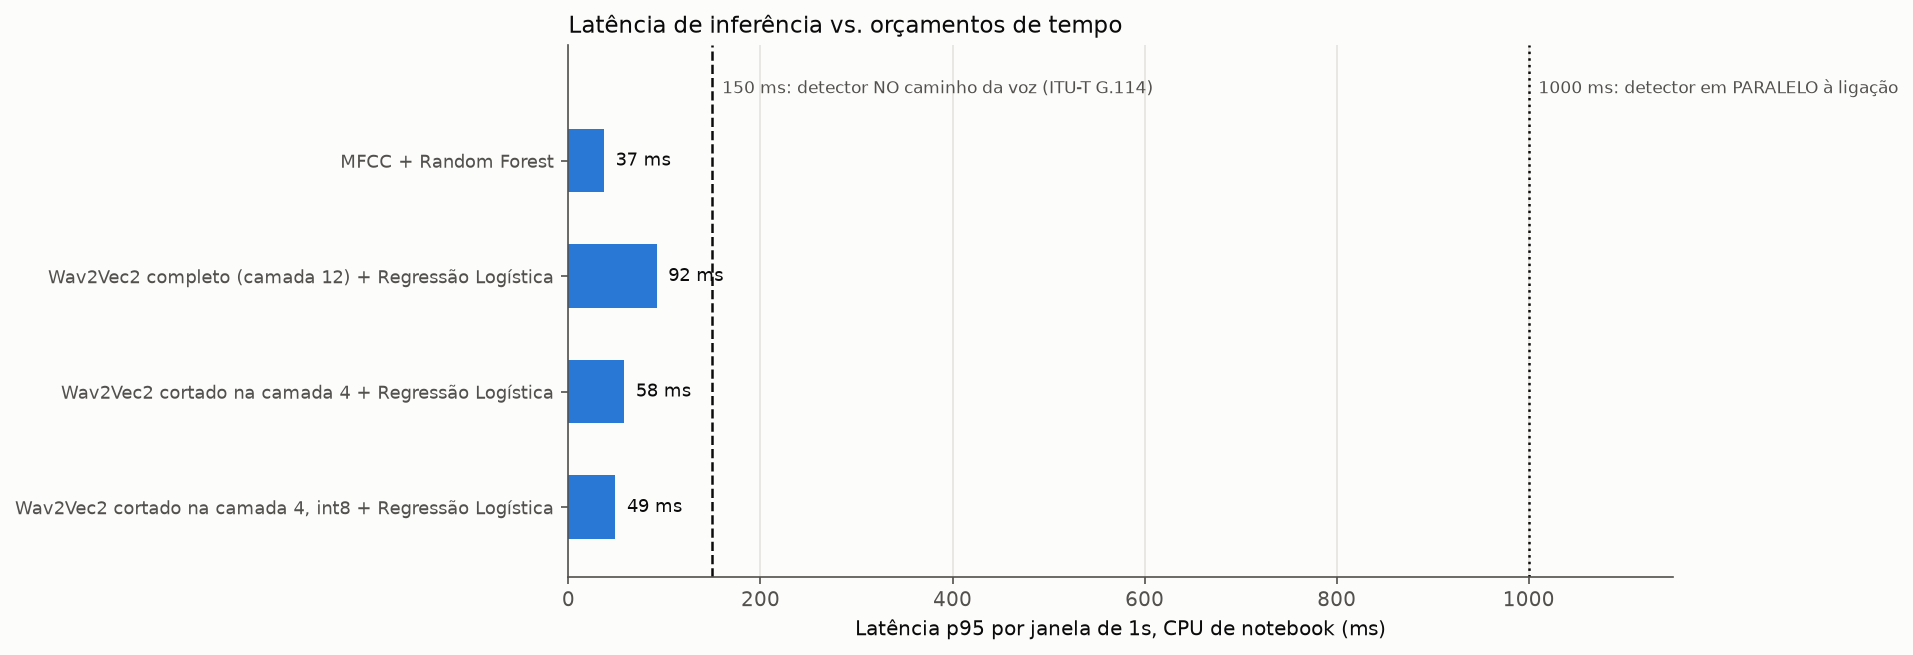 Latência de inferência vs. orçamentos de tempo
150 ms: detector NO caminho da voz (ITU-T G.114)
1000 ms: detector em PARALELO à ligação
MFCC + Random Forest
37 ms
Wav2Vec2 completo (camada 12) + Regressão Logística
92 ms
Wav2Vec2 cortado na camada 4 + Regressão Logística
58 ms
Wav2Vec2 cortado na camada 4, int8 + Regressão Logística
49 ms
0 200 400 600 800 1000
Latência p95 por janela de 1s, CPU de notebook (ms)